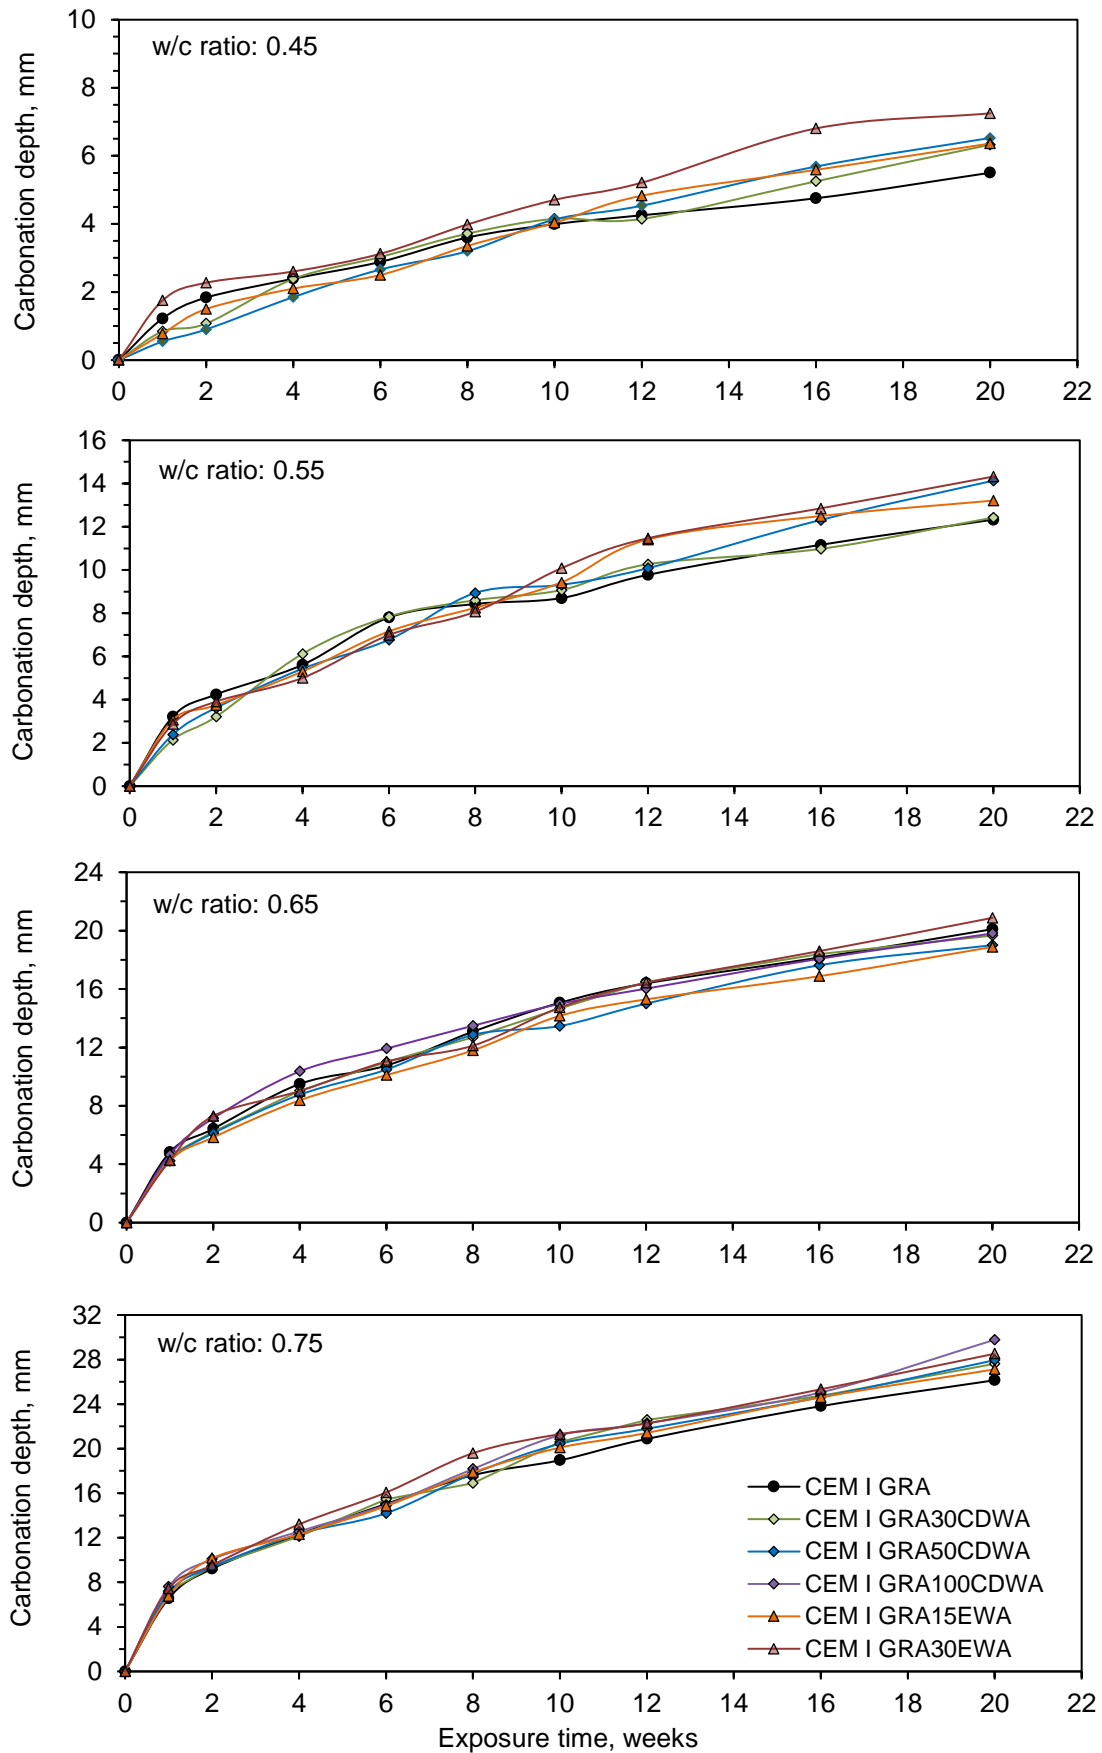 w/c ratio: 0.45
Carbonation depth, mm
10
8
6
4
2
0
0 2 4 6 8 10 12 14 16 18 20 22
w/c ratio: 0.55
Carbonation depth, mm
16
14
12
10
8
6
4
2
0
0 2 4 6 8 10 12 14 16 18 20 22
w/c ratio: 0.65
Carbonation depth, mm
24
20
16
12
8
4
0
0 2 4 6 8 10 12 14 16 18 20 22
w/c ratio: 0.75
Carbonation depth, mm
32
28
24
20
16
12
8
4
0
CEM I GRA
CEM I GRA30CDWA
CEM I GRA50CDWA
CEM I GRA100CDWA
CEM I GRA15EWA
CEM I GRA30EWA
0 2 4 6 8 10 12 14 16 18 20 22
Exposure time, weeks